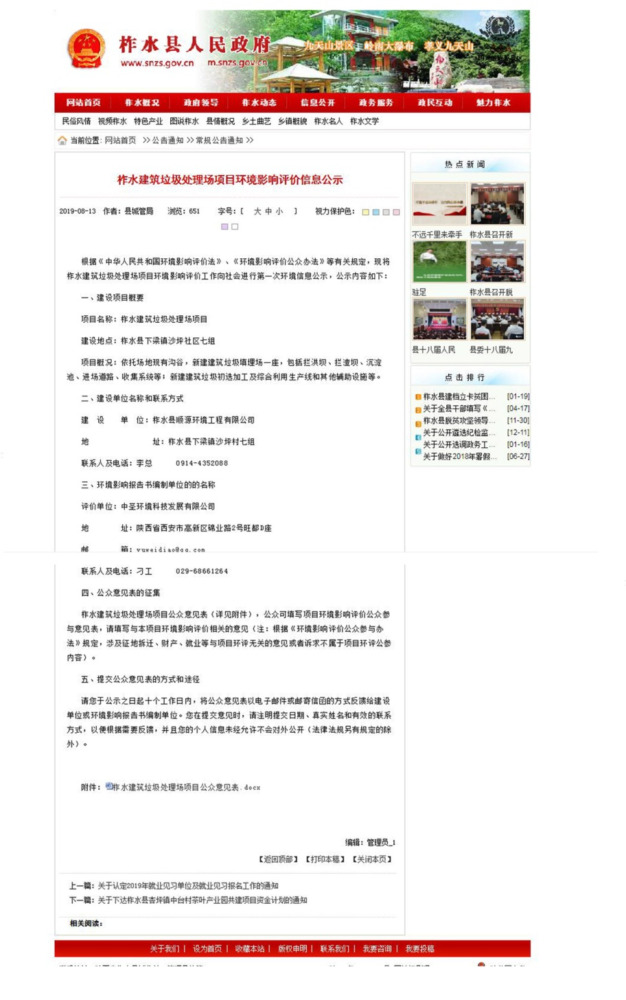 柞水县人民政府
www.snzs.gov.cn m.snzs.gov.cn
九天山景区 岭南大瀑布 孝义九天山
网站首页 柞水概况 政府领导 柞水动态 信息公开 政务服务 政民互动 魅力柞水
民俗风情 视频柞水 特色产业 图说柞水 县情概况 乡土曲艺 乡镇概貌 柞水名人 柞水文学
当前位置: 网站首页 >> 公告通知 >> 常规公告通知 >>
柞水建筑垃圾处理场项目环境影响评价信息公示
2019-08-13 作者: 县城管局 浏览: 651 字号: [ 大 中 小 ] 视力保护色:
根据《中华人民共和国环境影响评价法》、《环境影响评价公众办法》等有关规定, 现将
柞水建筑垃圾处理场项目环境影响评价工作向社会进行第一次环境信息公示, 公示内容如下:
一、建设项目概要
项目名称: 柞水建筑垃圾处理场项目
建设地点: 柞水县下梁镇沙坪社区七组
项目概况: 依托场地现有沟谷, 新建建筑垃圾填埋场一座, 包括拦洪坝、拦渣坝、沉淀
池、进场道路、收集系统等; 新建建筑垃圾初选加工及综合利用生产线和其他辅助设施等。
二、建设单位名称和联系方式
建 设 单 位: 柞水县顺源环境工程有限公司
地 址: 柞水县下梁镇沙坪村七组
联系人及电话: 李总 0914-4352088
三、环境影响报告书编制单位的的名称
评价单位: 中圣环境科技发展有限公司
地 址: 陕西省西安市高新区锦业路2号旺都D座
邮 箱: yuweidiao@qq.com
联系人及电话: 刁工 029-68661264
四、公众意见表的征集
柞水建筑垃圾处理场项目公众意见表 (详见附件) , 公众可填写项目环境影响评价公众参
与意见表, 请填写与本项目环境影响评价相关的意见 (注: 根据《环境影响评价公众参与办
法》规定, 涉及征地拆迁、财产、就业等与项目环评无关的意见或者诉求不属于项目环评公参
内容) 。
五、提交公众意见表的方式和途径
请您于公示之日起十个工作日内, 将公众意见表以电子邮件或邮寄信函的方式反馈给建设
单位或环境影响报告书编制单位。您在提交意见时, 请注明提交日期、真实姓名和有效的联系
方式, 以便根据需要反馈, 并且您的个人信息未经允许不会对外公开 (法律法规另有规定的除
外) 。
附件: 柞水建筑垃圾处理场项目公众意见表.docx
编辑: 管理员_1
【返回顶部】 【打印本稿】 【关闭本页】
上一篇: 关于认定2019年就业见习单位及就业见习报名工作的通知
下一篇: 关于下达柞水县杏坪镇中台村茶叶产业园共建项目资金计划的通知
相关阅读:
热点新闻
不远千里来牵手 柞水县召开新
驻足 柞水县召开脱
县十八届人民 县委十八届九
点击排行
1 柞水县建档立卡贫困... [01-19]
2 关于全县干部填写《... [04-17]
3 柞水县脱贫攻坚领导... [11-30]
4 关于公开遴选纪检监... [12-11]
5 关于公开选调政务工... [01-16]
关于做好2018年暑假... [06-27]
关于我们 | 设为首页 | 收藏本站 | 版权申明 | 联系我们 | 我要咨询 | 我要投稿